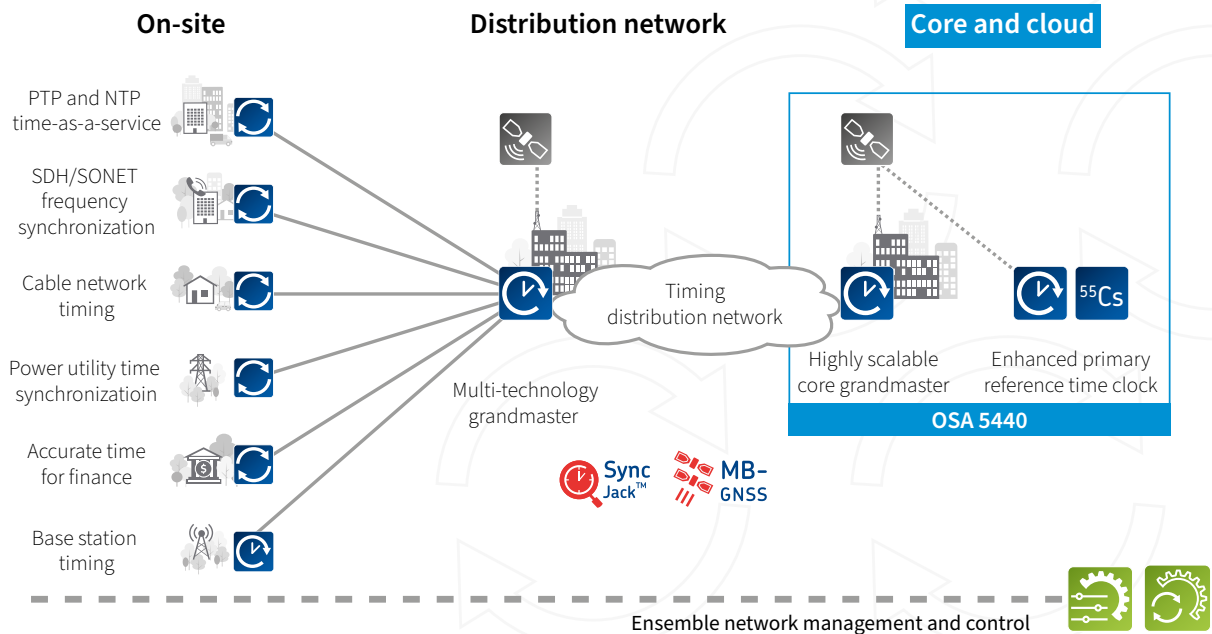 On-site
Distribution network
Core and cloud
PTP and NTP
time-as-a-service
SDH/SONET
frequency
synchronization
Cable network
timing
Power utility time
synchronizatioin
Accurate time
for finance
Base station
timing
Multi-technology
grandmaster
Timing
distribution network
55Cs
Highly scalable
core grandmaster
Enhanced primary
reference time clock
OSA 5440
Sync
Jack™
MB-
GNSS
Ensemble network management and control